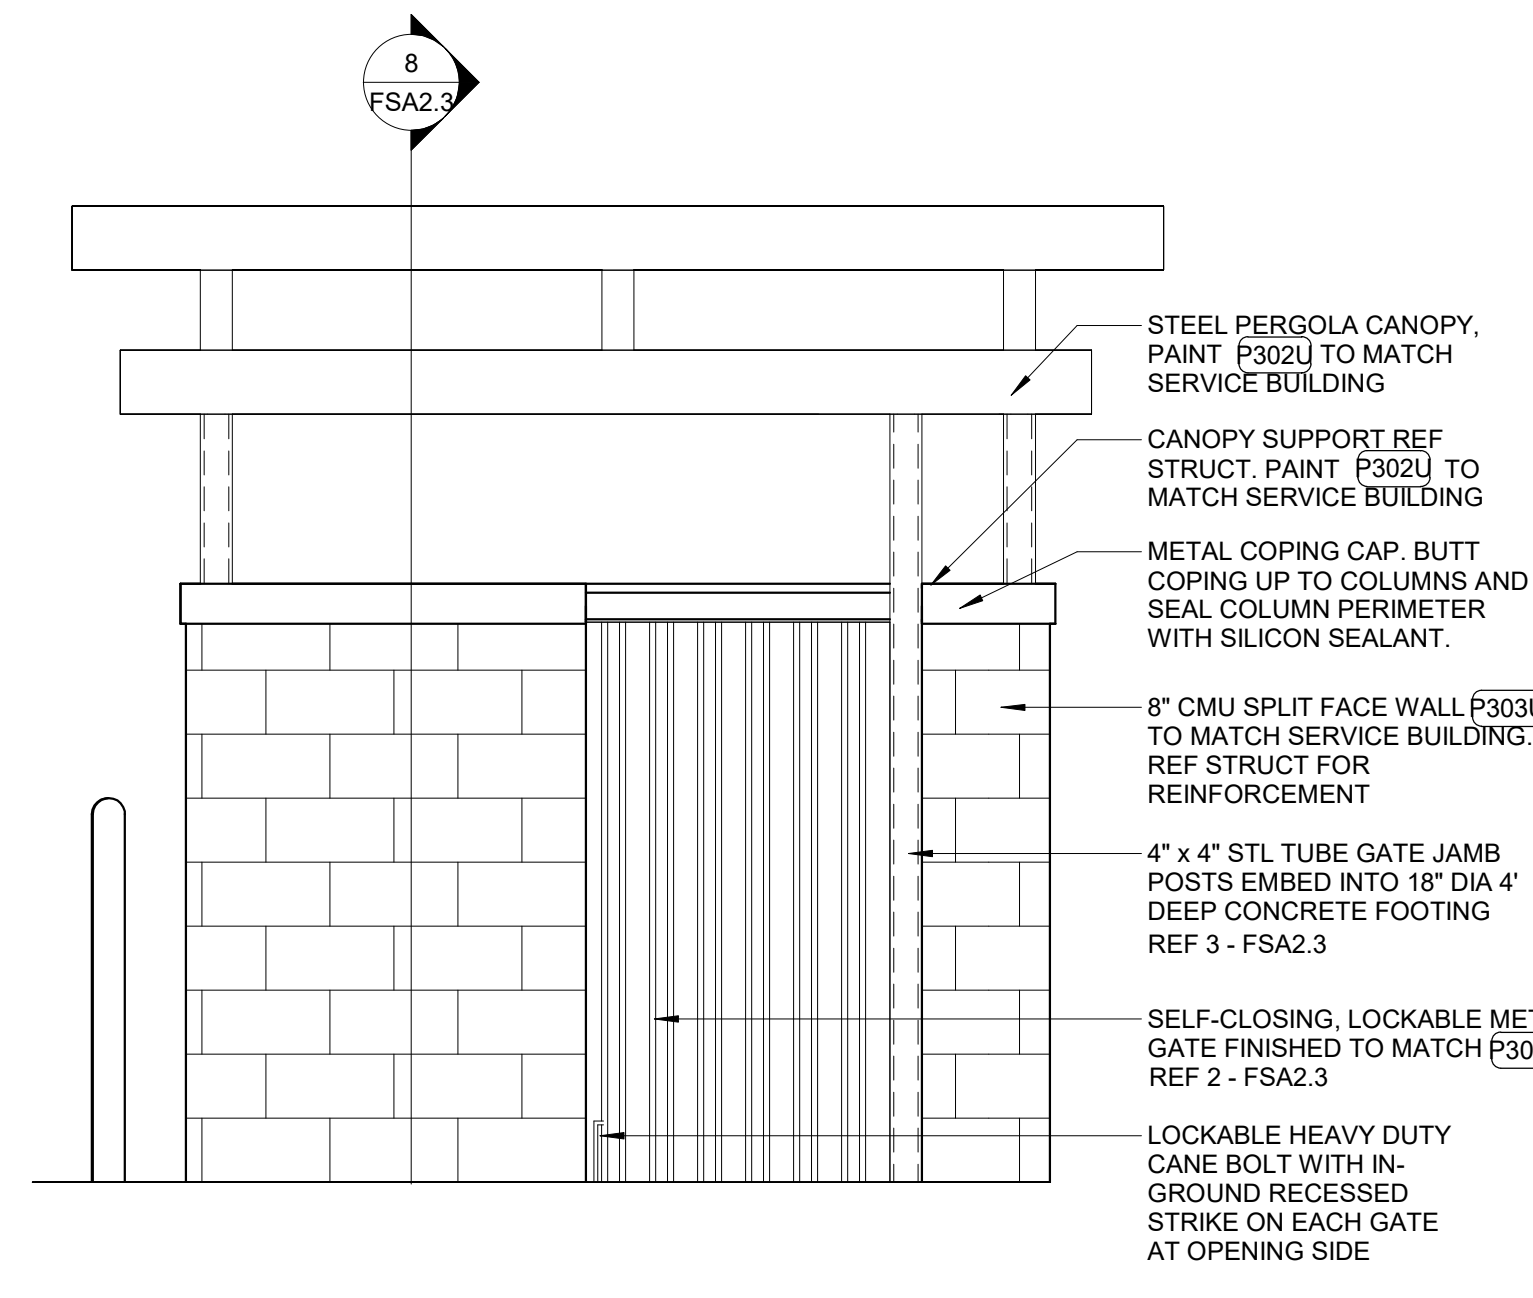 8
FSA2.3
STEEL PERGOLA CANOPY,
PAINT P302U TO MATCH
SERVICE BUILDING
CANOPY SUPPORT REF
STRUCT. PAINT P302U TO
MATCH SERVICE BUILDING
METAL COPING CAP. BUTT
COPING UP TO COLUMNS AND
SEAL COLUMN PERIMETER
WITH SILICON SEALANT.
8" CMU SPLIT FACE WALL P303U
TO MATCH SERVICE BUILDING.
REF STRUCT FOR
REINFORCEMENT
4" x 4" STL TUBE GATE JAMB
POSTS EMBED INTO 18" DIA 4'
DEEP CONCRETE FOOTING
REF 3 - FSA2.3
SELF-CLOSING, LOCKABLE
GATE FINISHED TO MATCH
REF 2 - FSA2.3
LOCKABLE HEAVY DUTY
CANE BOLT WITH IN-
GROUND RECESSED
STRIKE ON EACH GATE
AT OPENING SIDE